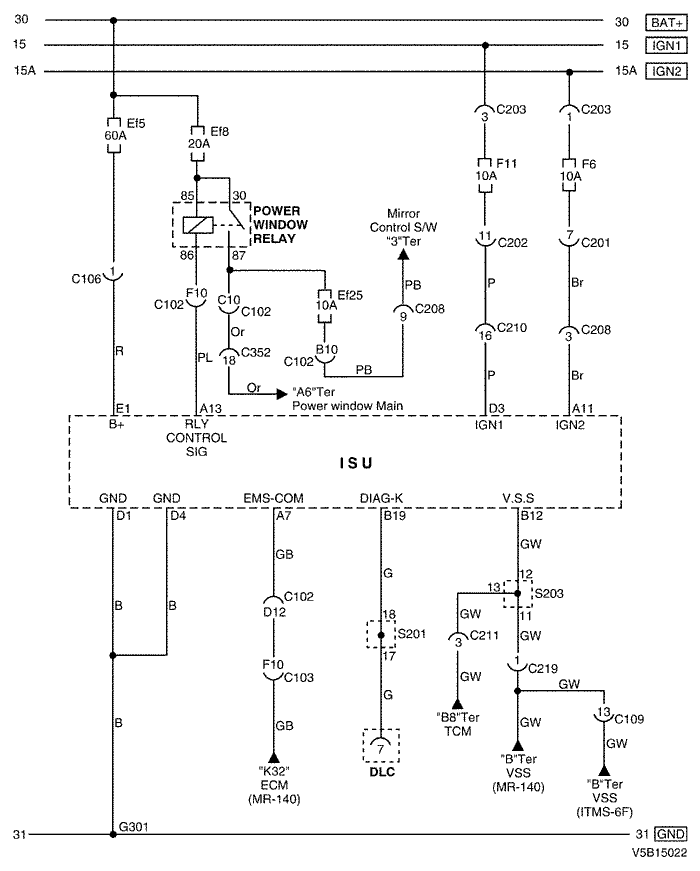 30 30 BAT+
15 15 IGN1
15A 15A IGN2
C203 C203
3 1
Ef5 Ef8
60A 20A
F11 F6
10A 10A
85 30
POWER
WINDOW
RELAY
86 87
Mirror
Control S/W
"3"Ter
11 C202 7 C201
C106 1
F10 C10 Ef25
C102 C102 10A
PB C208
9
P Br
Or
16 C210 3 C208
R PL 18 C352 B10
C102 PB
P Br
Or "A6"Ter
Power window Main
E1 A13 D3 A11
B+ RLY IGN1 IGN2
CONTROL
SIG
ISU
GND GND EMS-COM DIAG-K V.S.S
D1 D4 A7 B19 B12
GB GW
G 12
13 S203
C102 11
D12
B B 18 GW GW
S201 3 C211
17
F10 1 C219
C103 GW GW
G
B GB 13 C109
GW
"B8"Ter
TCM
7 GW
DLC
"K32"
ECM
(MR-140)
"B"Ter
VSS
(MR-140)
"B"Ter
VSS
(ITMS-6F)
G301
31 31 GND
V5B15022